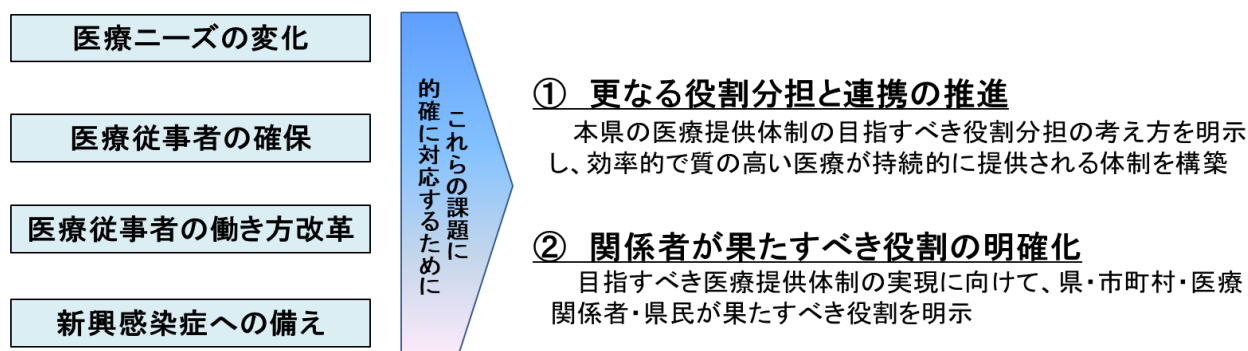 医療ニーズの変化
医療従事者の確保
医療従事者の働き方改革
新興感染症への備え
これらの課題に
的確に対応するために
① 更なる役割分担と連携の推進
本県の医療提供体制の目指すべき役割分担の考え方を明示
し、効率的で質の高い医療が持続的に提供される体制を構築
② 関係者が果たすべき役割の明確化
目指すべき医療提供体制の実現に向けて、県・市町村・医療
関係者・県民が果たすべき役割を明示